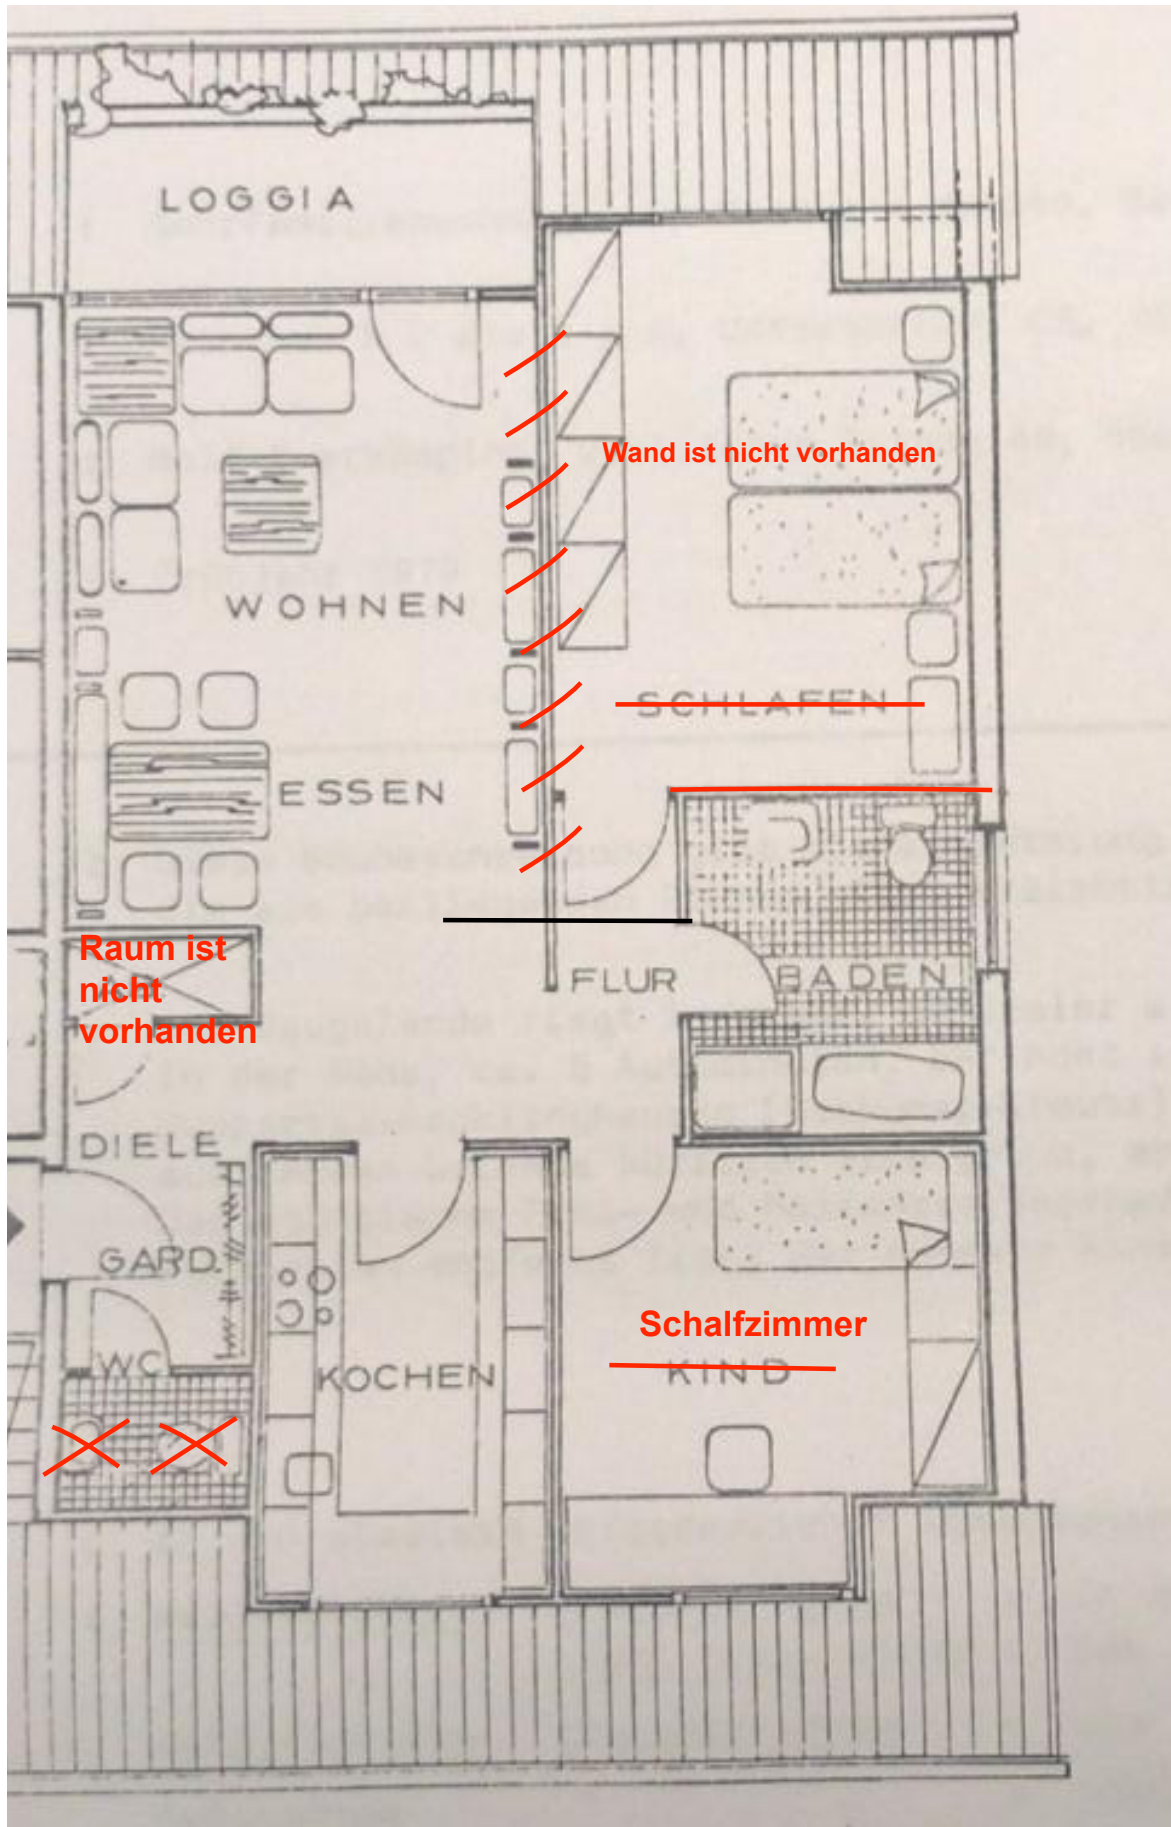 LOGGIA
Wand ist nicht vorhanden
WOHNEN
SCHLAFEN
ESSEN
Raum ist
nicht
vorhanden
FLUR
BADEN
DIELE
GARD.
Schalfzimmer
WC
KOCHEN
KIND